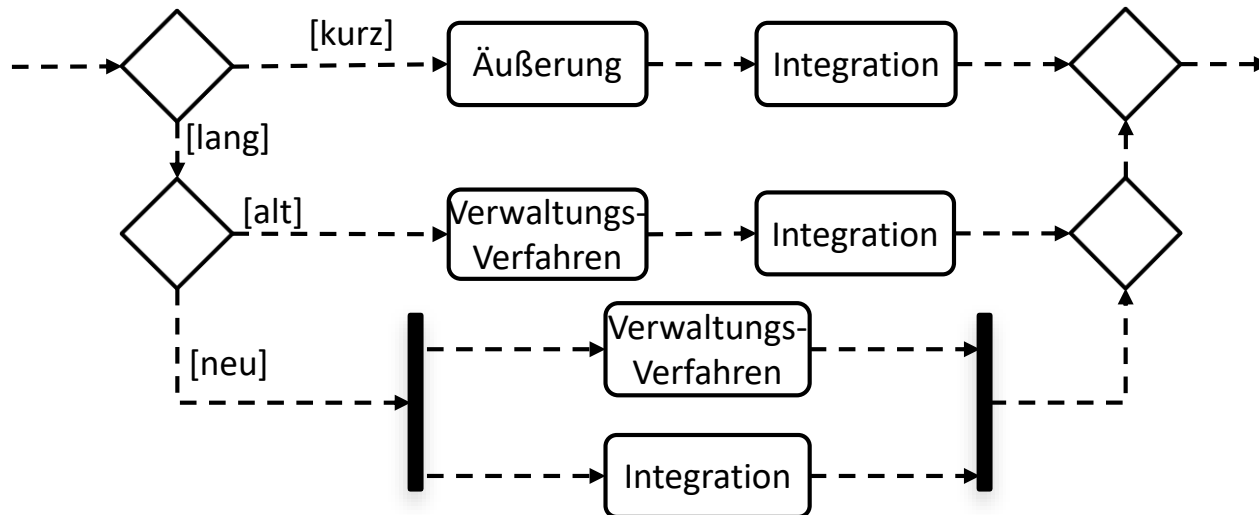 [kurz]
Äußerung
Integration
[lang]
[alt]
Verwaltungs-
Verfahren
Integration
[neu]
Verwaltungs-
Verfahren
Integration